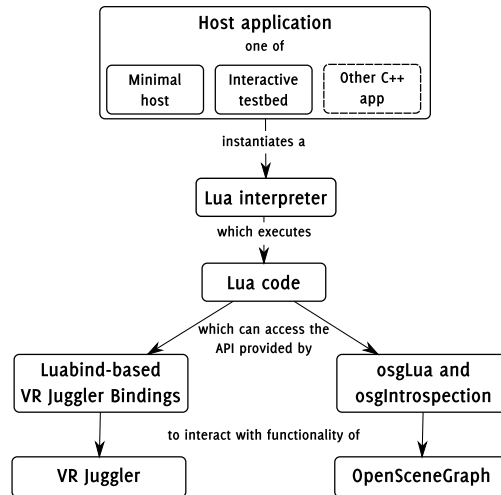 Host application
one of
Minimal host
Interactive testbed
Other C++ app
instantiates a
Lua interpreter
which executes
Lua code
which can access the
API provided by
Luabind-based
VR Juggler Bindings
osgLua and
osgIntrospection
to interact with functionality of
VR Juggler
OpenSceneGraph